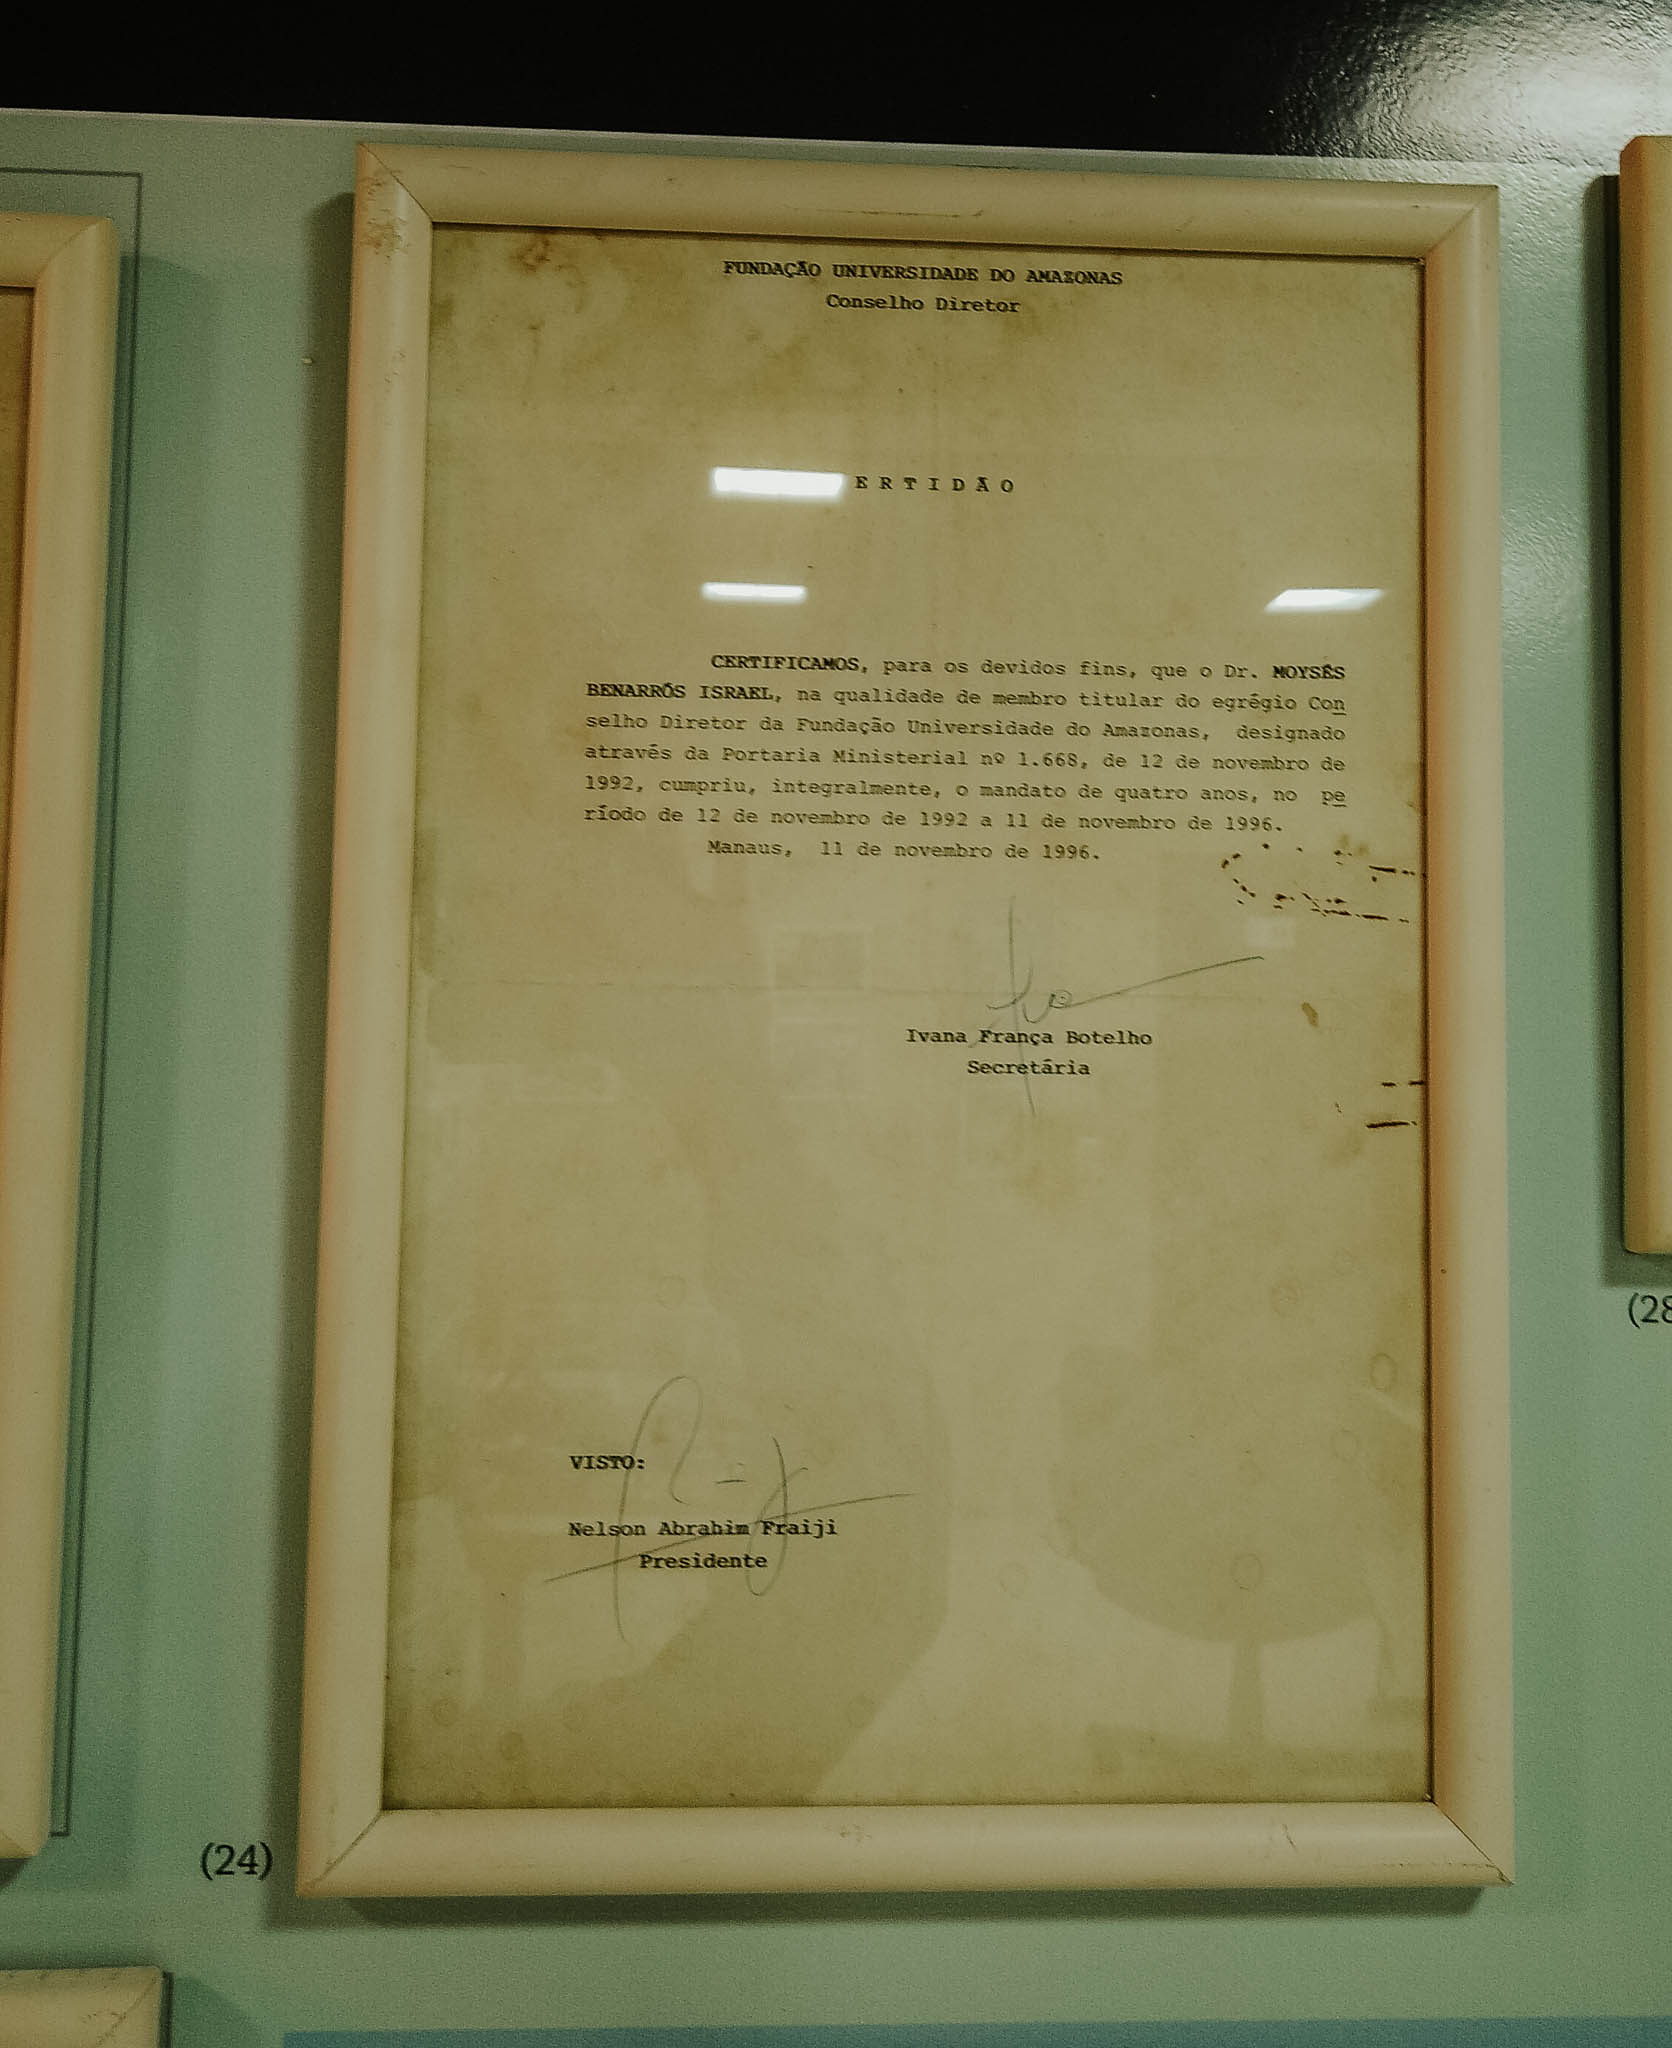 FUNDAÇÃO UNIVERSIDADE DO AMAZONAS
Conselho Diretor
E R T I D Ã O
CERTIFICAMOS, para os devidos fins, que o Dr. MOYSÉS
BENARRÓS ISRAEL, na qualidade de membro titular do egrégio Con
selho Diretor da Fundação Universidade do Amazonas, designado
através da Portaria Ministerial nº 1.668, de 12 de novembro de
1992, cumpriu, integralmente, o mandato de quatro anos, no pe
ríodo de 12 de novembro de 1992 a 11 de novembro de 1996.
Manaus, 11 de novembro de 1996.
Ivana França Botelho
Secretária
VISTO:
Nelson Abrahim Fraiji
Presidente
(24)
(28